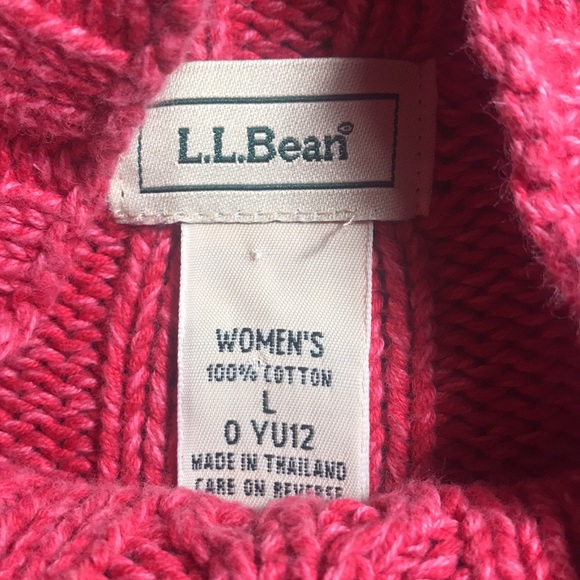 L.L.Bean®
WOMEN'S
100% COTTON
L
0 YU12
MADE IN THAILAND
CARE ON REVERSE